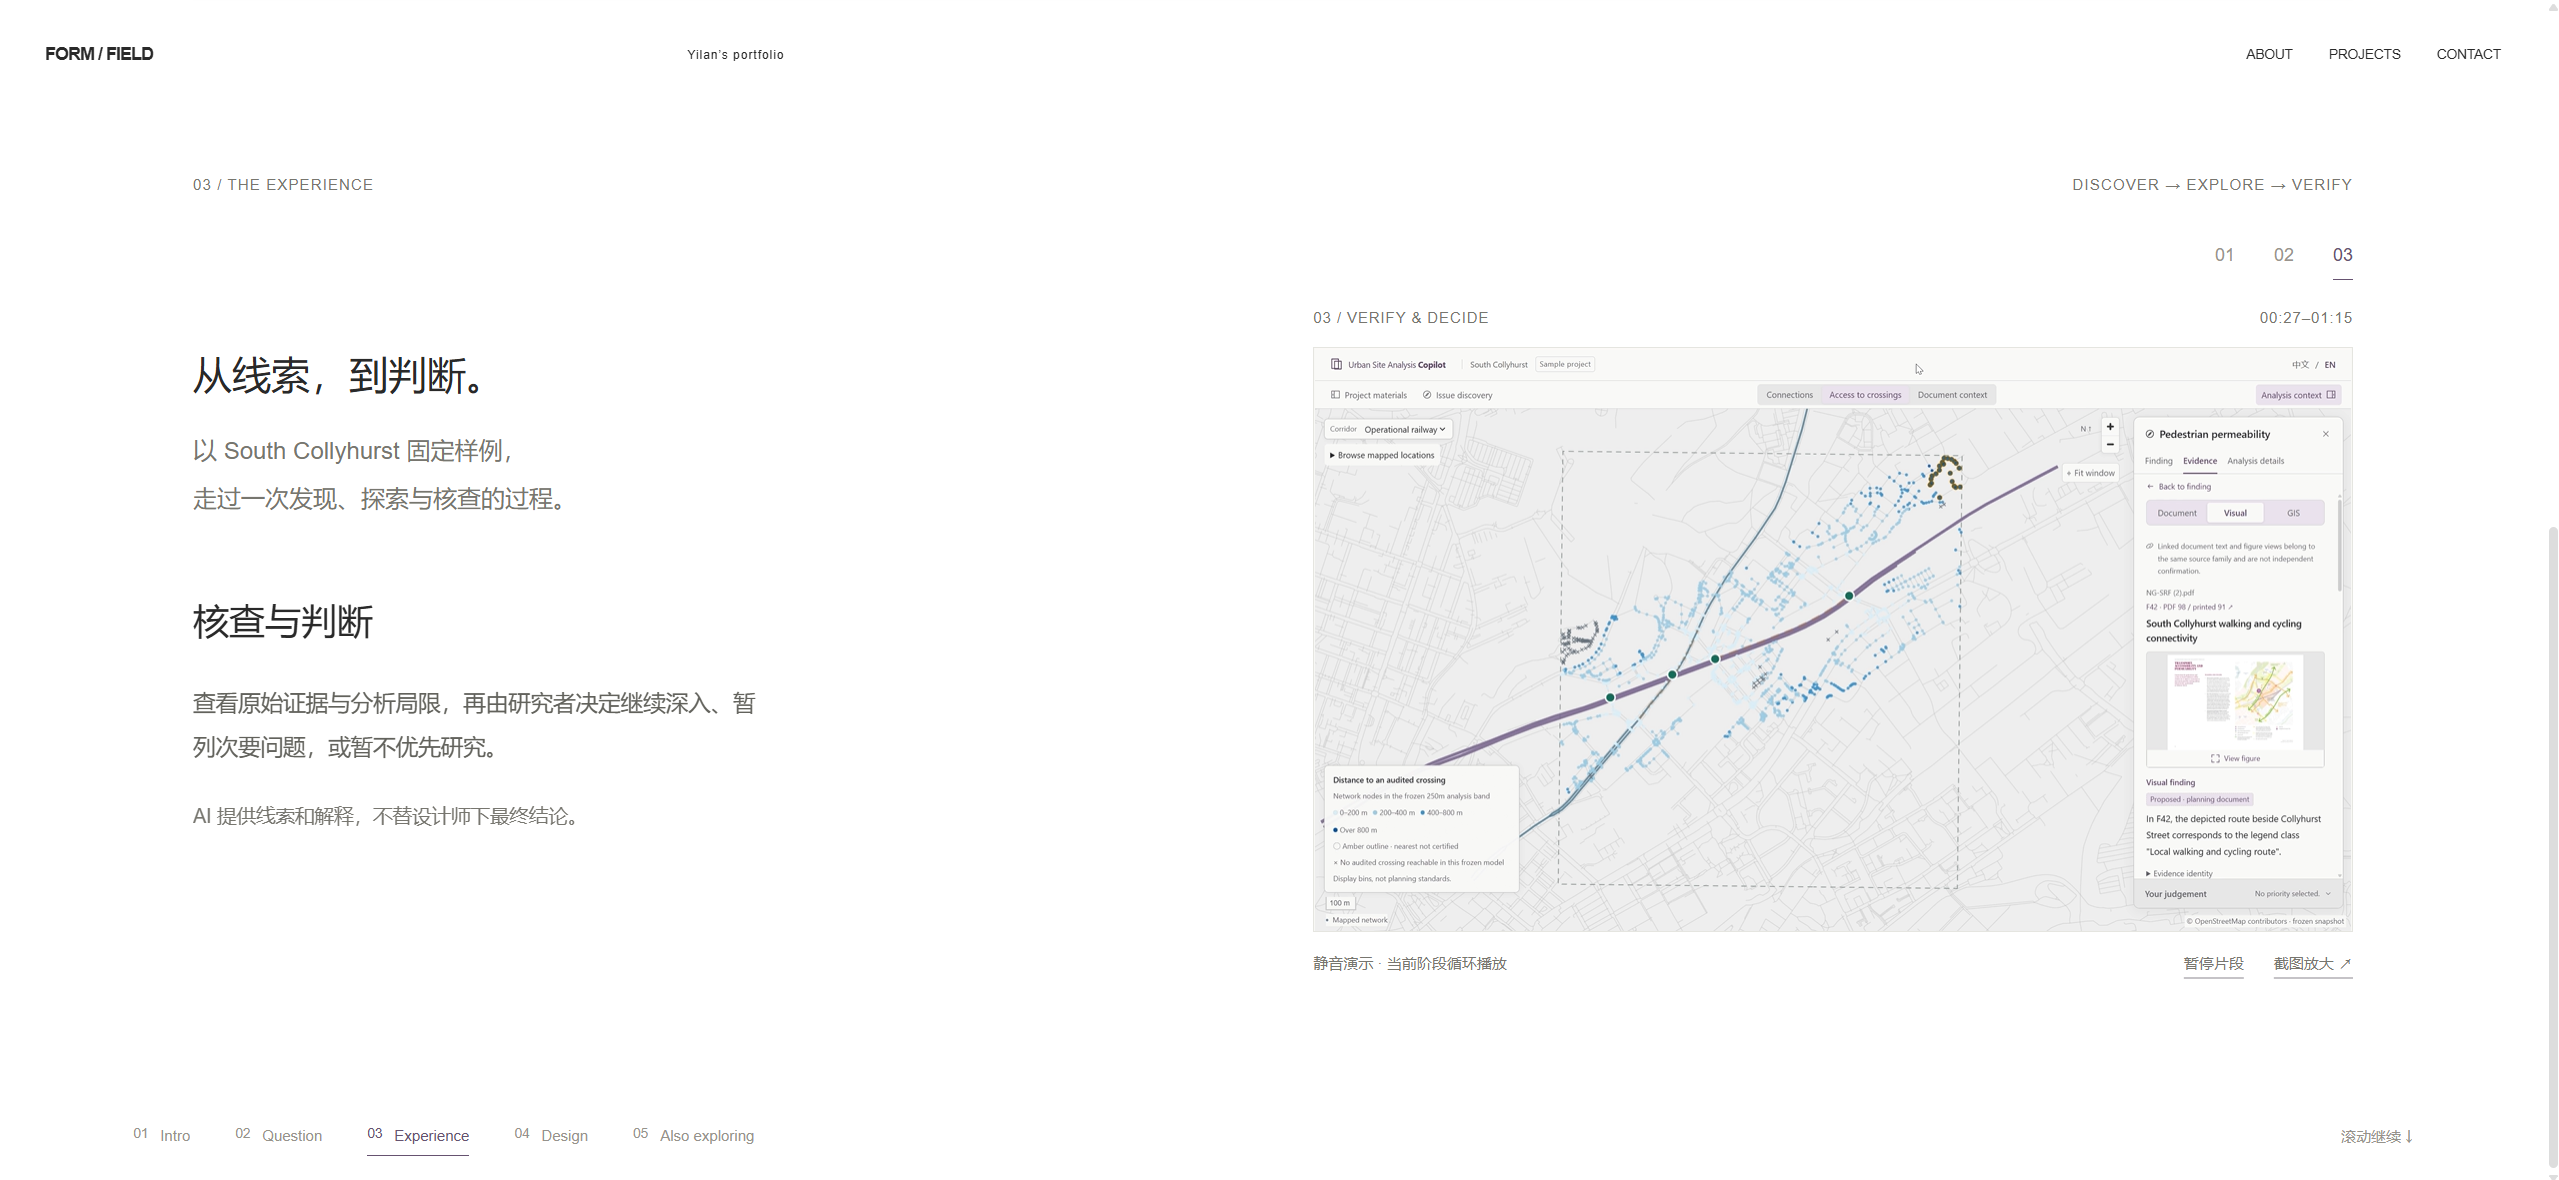 FORM / FIELD
Yilan's portfolio
ABOUT
PROJECTS
CONTACT
03 / THE EXPERIENCE
DISCOVER → EXPLORE → VERIFY
01
02
03
从线索，到判断。
以 South Collyhurst 固定样例，
走过一次发现、探索与核查的过程。
核查与判断
查看原始证据与分析局限，再由研究者决定继续深入、暂
列次要问题，或暂不优先研究。
AI 提供线索和解释，不替设计师下最终结论。
03 / VERIFY & DECIDE
00:27–01:15
Urban Site Analysis Copilot
South Collyhurst
Sample project
中文 / EN
Project materials
Issue discovery
Connections
Access to crossings
Document context
Analysis context
Corridor Operational railway
Browse mapped locations
N ↑
+
−
+ Fit window
Pedestrian permeability
×
Finding
Evidence
Analysis details
← Back to finding
Document
Visual
GIS
Linked document text and figure views belong to
the same source family and are not independent
confirmation.
NG-SRF (2).pdf
F42 · PDF 98 / printed 91 ↗
South Collyhurst walking and cycling
connectivity
View figure
Visual finding
Proposed · planning document
In F42, the depicted route beside Collyhurst
Street corresponds to the legend class
"Local walking and cycling route".
Evidence identity
Your judgement
No priority selected.
Distance to an audited crossing
Network nodes in the frozen 250m analysis band
0–200 m
200–400 m
400–800 m
Over 800 m
Amber outline · nearest not certified
× No audited crossing reachable in this frozen model
Display bins, not planning standards.
100 m
Mapped network
© OpenStreetMap contributors · frozen snapshot
静音演示 · 当前阶段循环播放
暂停片段
截图放大 ↗
01 Intro
02 Question
03 Experience
04 Design
05 Also exploring
滚动继续 ↓